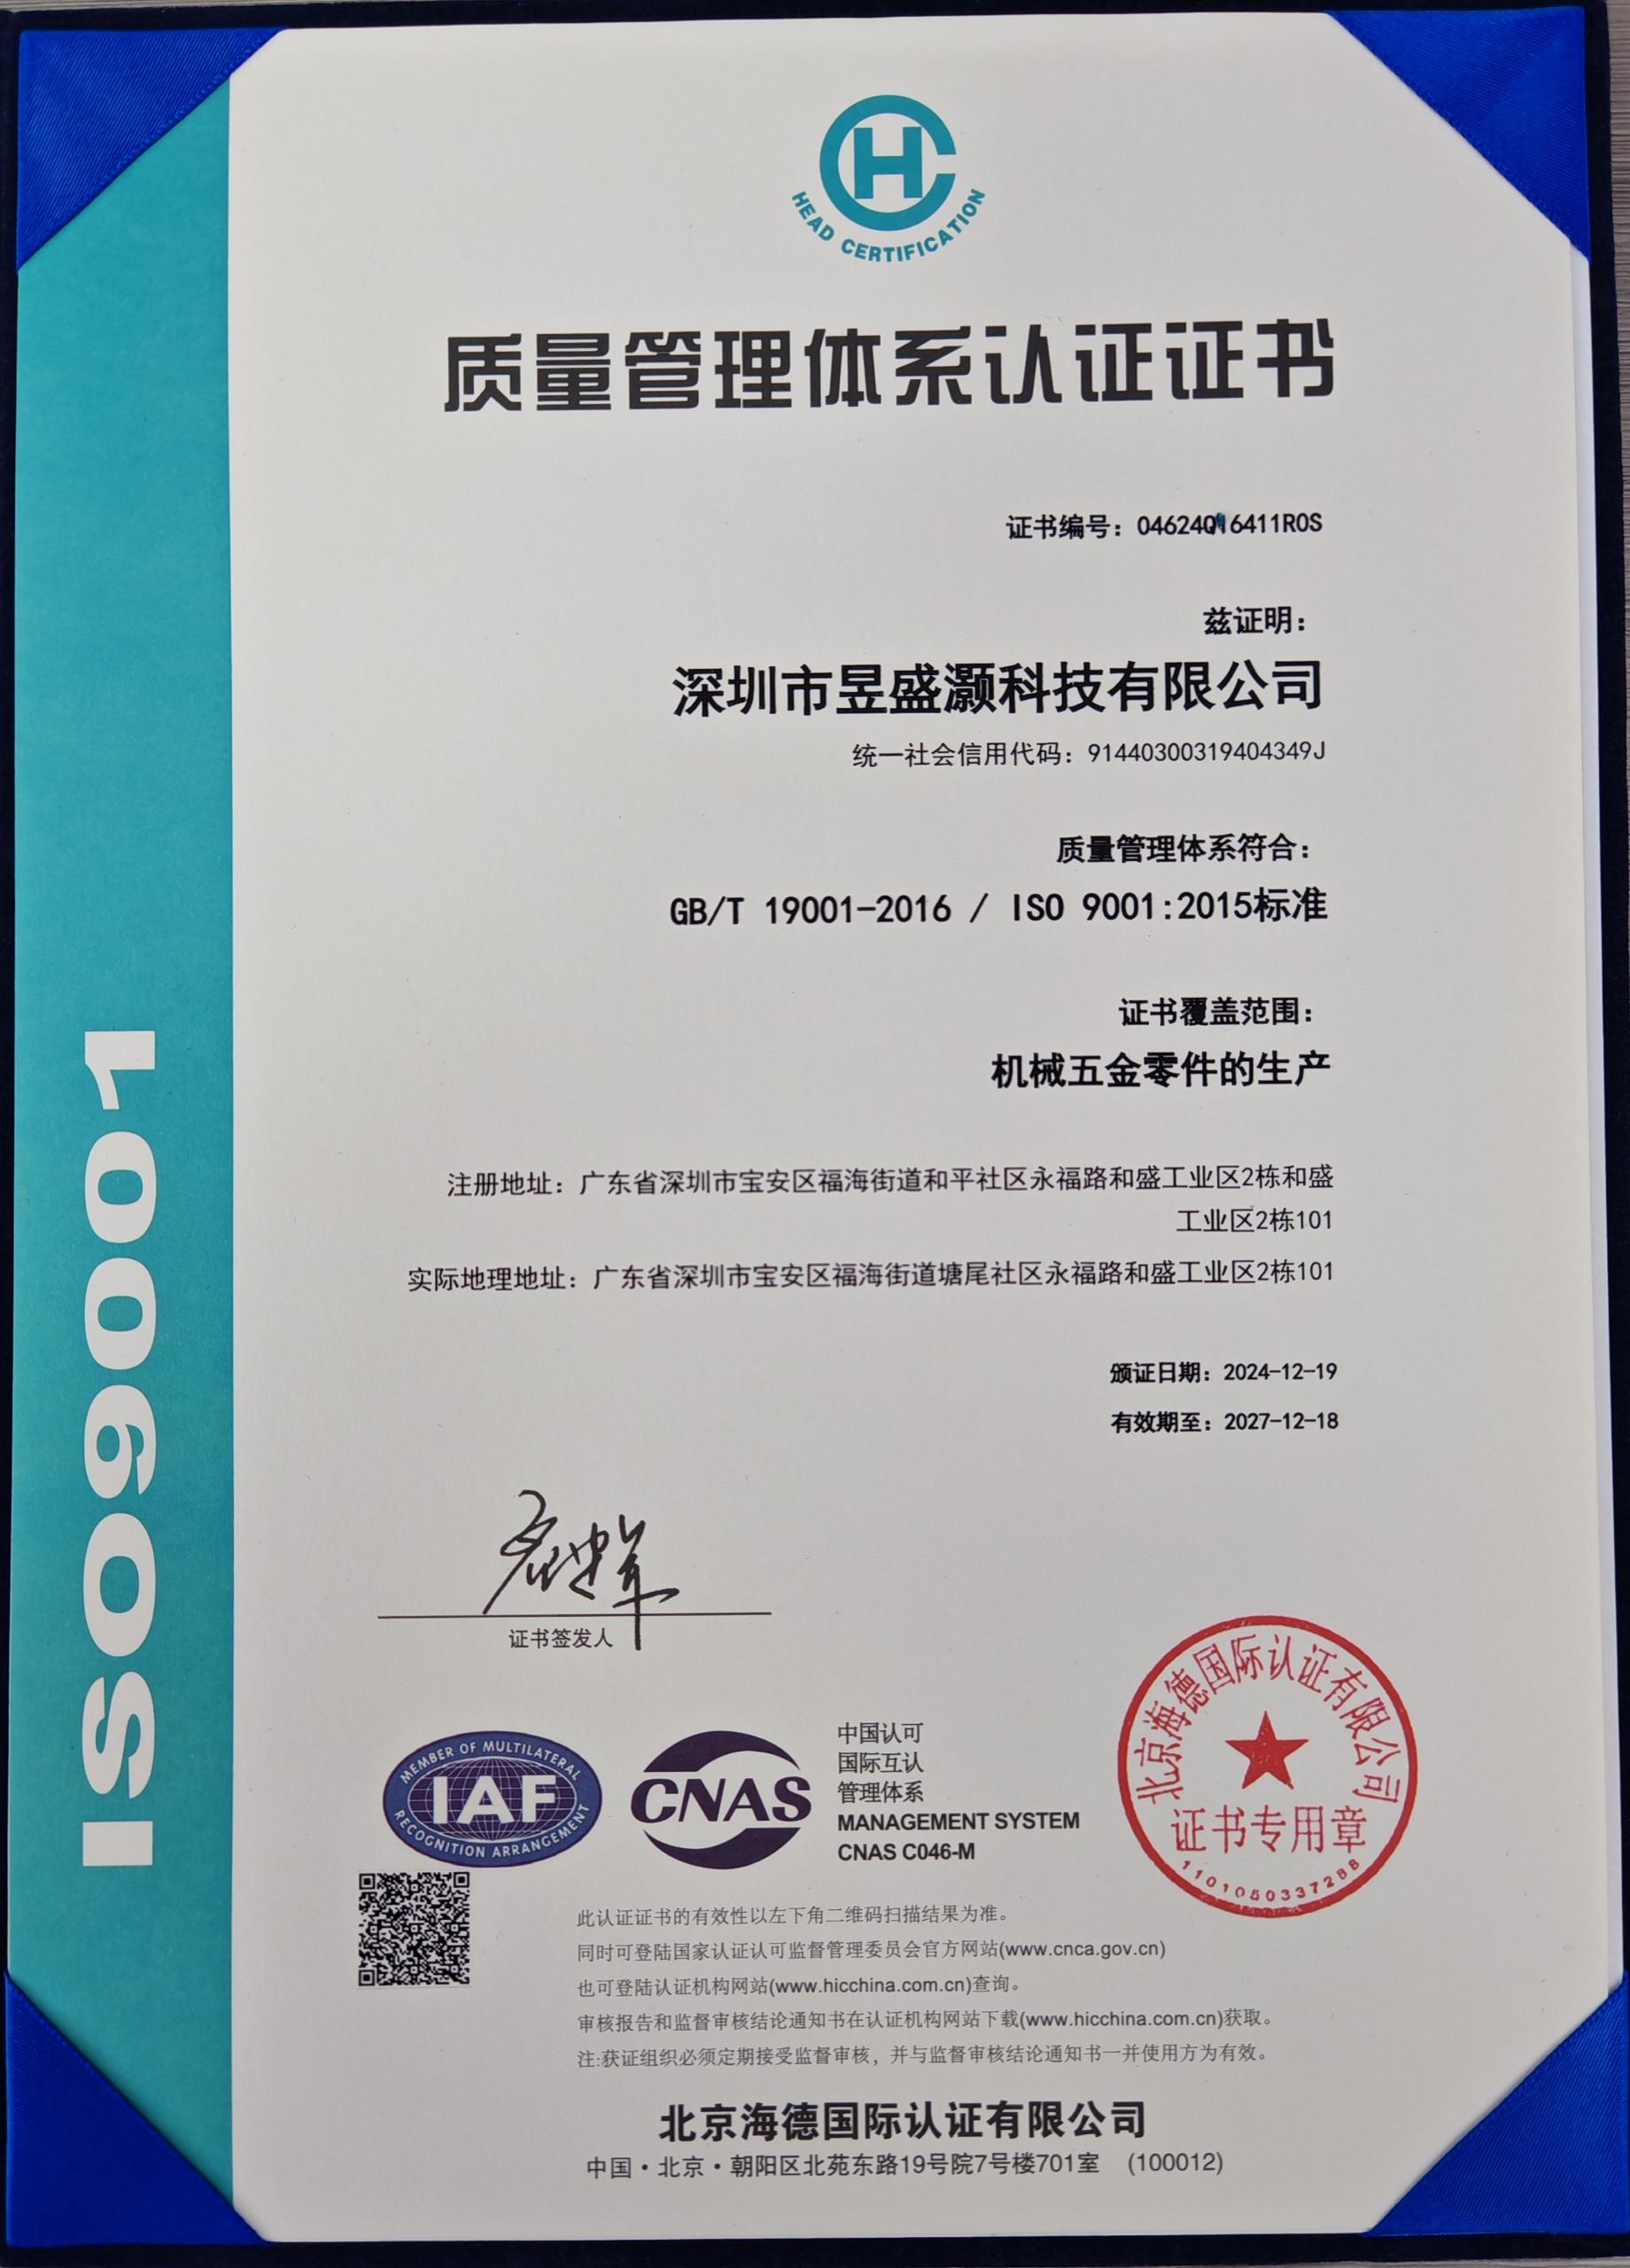 HEAD CERTIFICATION
质量管理体系认证证书
证书编号：04624Q16411R0S
兹证明：
深圳市昱盛灏科技有限公司
统一社会信用代码：91440300319404349J
质量管理体系符合：
GB/T 19001-2016 / ISO 9001:2015标准
证书覆盖范围：
机械五金零件的生产
注册地址：广东省深圳市宝安区福海街道和平社区永福路和盛工业区2栋和盛
工业区2栋101
实际地理地址：广东省深圳市宝安区福海街道塘尾社区永福路和盛工业区2栋101
颁证日期：2024-12-19
有效期至：2027-12-18
ISO9001
证书签发人
MEMBER OF MULTILATERAL
IAF
RECOGNITION ARRANGEMENT
CNAS
中国认可
国际互认
管理体系
MANAGEMENT SYSTEM
CNAS C046-M
北京海德国际认证有限公司
证书专用章
1101050337288
此认证证书的有效性以左下角二维码扫描结果为准。
同时可登陆国家认证认可监督管理委员会官方网站(www.cnca.gov.cn)
也可登陆认证机构网站(www.hicchina.com.cn)查询。
审核报告和监督审核结论通知书在认证机构网站下载(www.hicchina.com.cn)获取。
注:获证组织必须定期接受监督审核，并与监督审核结论通知书一并使用方为有效。
北京海德国际认证有限公司
中国·北京·朝阳区北苑东路19号院7号楼701室 (100012)